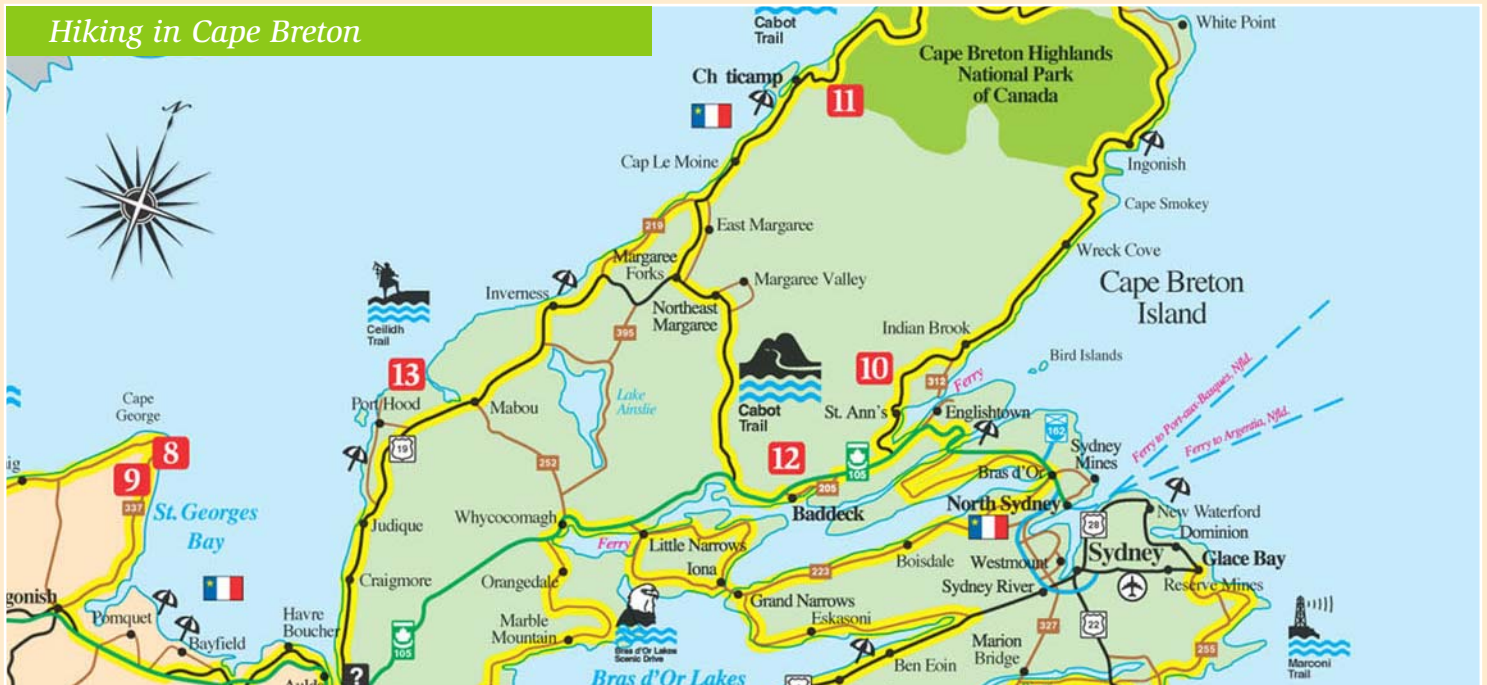 Hiking in Cape Breton
Cabot
Trail
White Point
Cape Breton Highlands
National Park
of Canada
Ch ticamp
11
Cap Le Moine
Ingonish
Cape Smokey
219
East Margaree
Wreck Cove
Margaree
Forks
Margaree Valley
Cape Breton
Island
N
Inverness
Northeast
Margaree
Ceilidh
Trail
395
Indian Brook
Bird Islands
10
312
Ferry
13
Lake
Ainslie
Cape
George
Port Hood
Mabou
Cabot
Trail
St. Ann's
Englishtown
Ferry to Port-aux-Basques, Nfld.
Ferry to Argentia, Nfld.
162
19
8
9
ig
12
105
Sydney
Mines
252
205
Bras d'Or
337
St. Georges
Bay
Baddeck
North Sydney
New Waterford
28
Dominion
Judique
Whycocomagh
Ferry
Little Narrows
Boisdale
Westmount
Sydney
Glace Bay
Iona
223
Craigmore
Orangedale
Sydney River
Reserve Mines
gonish
Grand Narrows
Pomquet
Havre
Boucher
Marble
Mountain
Eskasoni
327
22
Bayfield
105
Bras d'Or Lakes
Scenic Drive
Marion
Bridge
255
Marconi
Trail
Ben Eoin
?
Bras d'Or Lakes